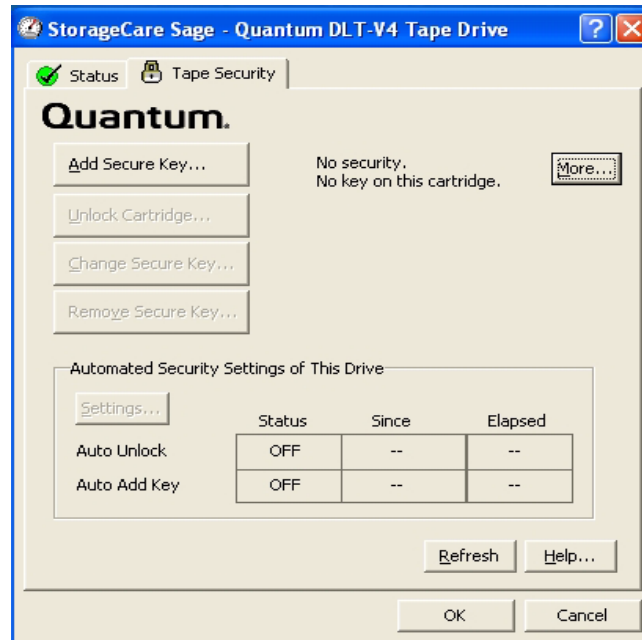 StorageCare Sage - Quantum DLT-V4 Tape Drive
Status
Tape Security
Quantum.
Add Secure Key...
No security.
No key on this cartridge.
More...
Unlock Cartridge...
Change Secure Key...
Remove Secure Key...
Automated Security Settings of This Drive
Settings...
Status Since Elapsed
Auto Unlock OFF -- --
Auto Add Key OFF -- --
Refresh Help...
OK Cancel